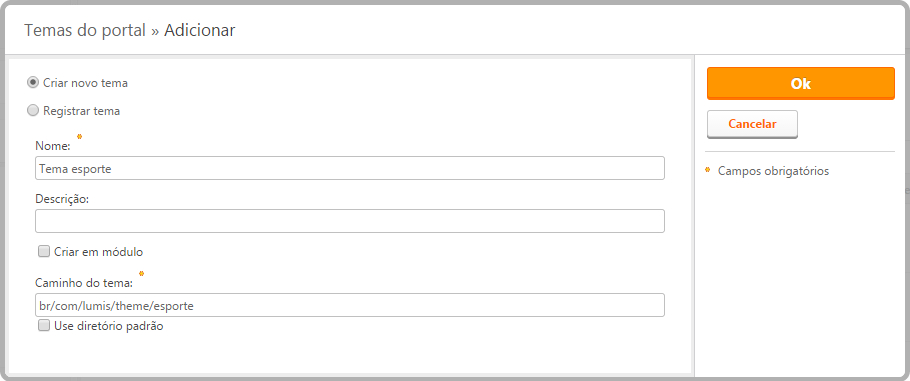 Temas do portal » Adicionar
Criar novo tema
Registrar tema
Nome: *
Tema esporte
Descrição:
Criar em módulo
Caminho do tema: *
br/com/lumis/theme/esporte
Use diretório padrão
Ok
Cancelar
* Campos obrigatórios